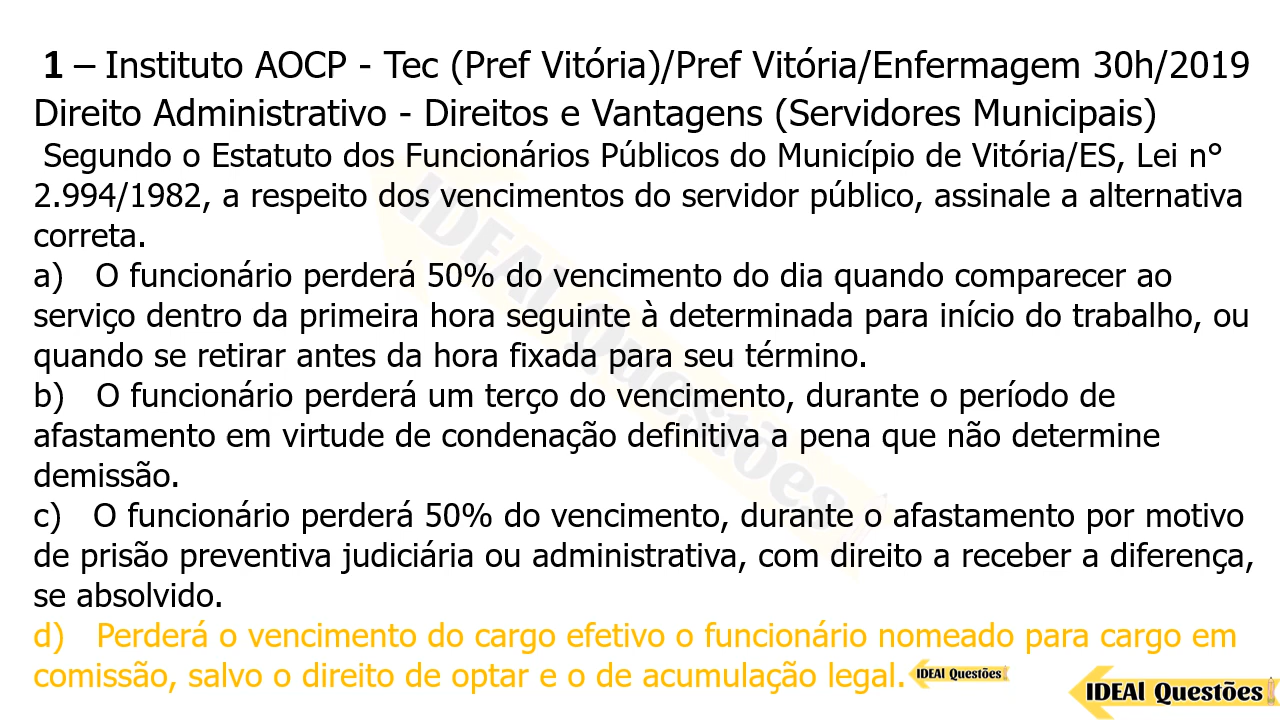 1 – Instituto AOCP - Tec (Pref Vitória)/Pref Vitória/Enfermagem 30h/2019
Direito Administrativo - Direitos e Vantagens (Servidores Municipais)
Segundo o Estatuto dos Funcionários Públicos do Município de Vitória/ES, Lei n°
2.994/1982, a respeito dos vencimentos do servidor público, assinale a alternativa
correta.
a) O funcionário perderá 50% do vencimento do dia quando comparecer ao
serviço dentro da primeira hora seguinte à determinada para início do trabalho, ou
quando se retirar antes da hora fixada para seu término.
b) O funcionário perderá um terço do vencimento, durante o período de
afastamento em virtude de condenação definitiva a pena que não determine
demissão.
c) O funcionário perderá 50% do vencimento, durante o afastamento por motivo
de prisão preventiva judiciária ou administrativa, com direito a receber a diferença,
se absolvido.
d) Perderá o vencimento do cargo efetivo o funcionário nomeado para cargo em
comissão, salvo o direito de optar e o de acumulação legal.
IDEAl Questões
IDEAl Questões
IDEAl Questões